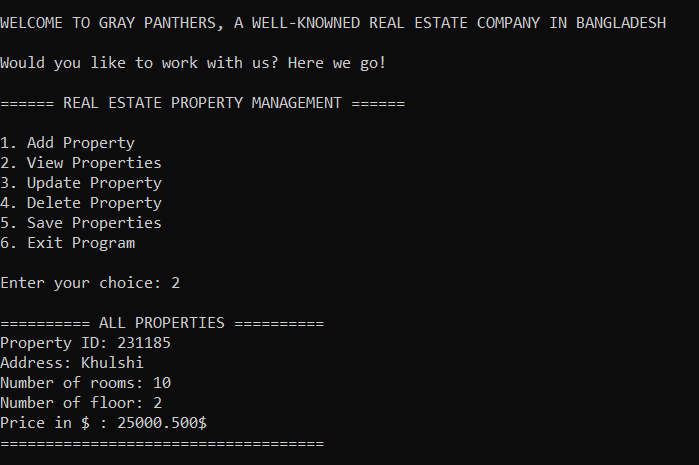 WELCOME TO GRAY PANTHERS, A WELL-KNOWNED REAL ESTATE COMPANY IN BANGLADESH
Would you like to work with us? Here we go!
====== REAL ESTATE PROPERTY MANAGEMENT ======
1. Add Property
2. View Properties
3. Update Property
4. Delete Property
5. Save Properties
6. Exit Program
Enter your choice: 2
========== ALL PROPERTIES ==========
Property ID: 231185
Address: Khulshi
Number of rooms: 10
Number of floor: 2
Price in $ : 25000.500$
====================================